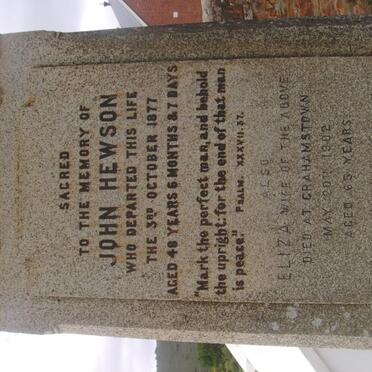 SACRED
TO THE MEMORY OF
JOHN HEWSON
WHO DEPARTED THIS LIFE
THE 3RD OCTOBER 1877
AGED 48 YEARS 6 MONTHS & 7 DAYS
"Mark the perfect man, and behold
the upright: for the end of that man
is peace." PSALM. XXXVII. 37.
ALSO
ELIZA WIFE OF THE ABOVE
DIED AT GRAHAMSTOWN
MAY 1902
AGED 65 YEARS